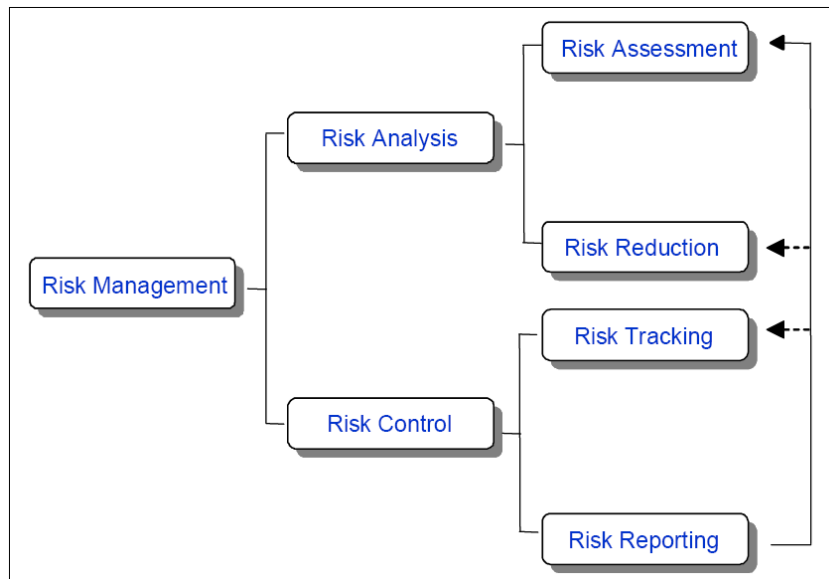 Risk Assessment
Risk Analysis
Risk Reduction
Risk Management
Risk Tracking
Risk Control
Risk Reporting